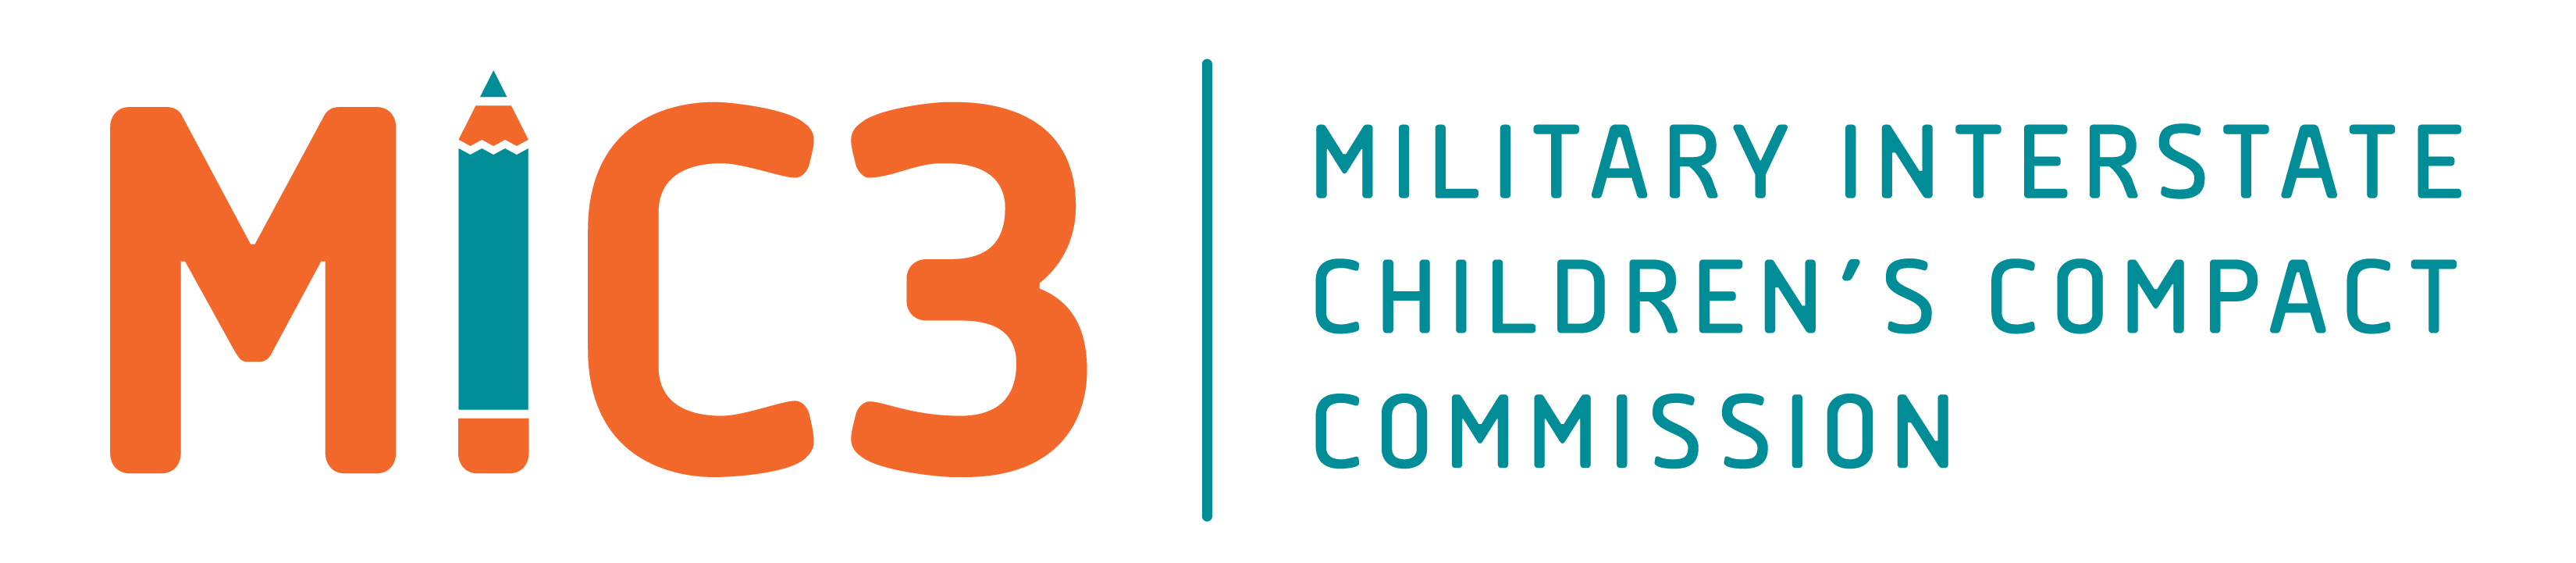 MIC3
MILITARY INTERSTATE
CHILDREN'S COMPACT
COMMISSION